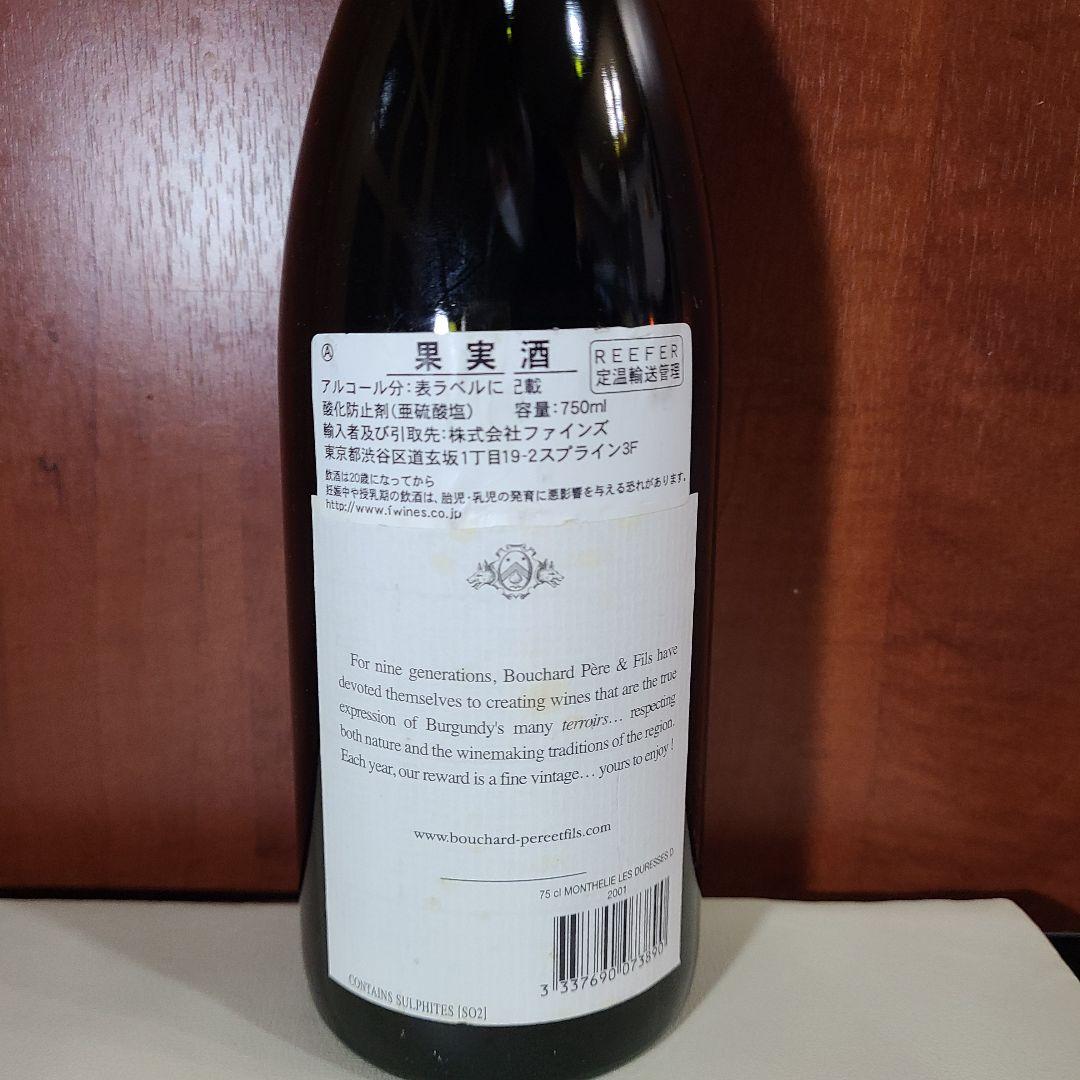 Ⓐ 果実酒
REEFER
定温輸送管理
アルコール分:表ラベルに 記載
酸化防止剤(亜硫酸塩) 容量:750ml
輸入者及び引取先:株式会社ファインズ
東京都渋谷区道玄坂1丁目19-2スプライン3F
飲酒は20歳になってから
妊娠中や授乳期の飲酒は、胎児・乳児の発育に悪影響を与える恐れがあります。
http://www.fwines.co.jp
For nine generations, Bouchard Père & Fils have
devoted themselves to creating wines that are the true
expression of Burgundy's many terroirs... respecting
both nature and the winemaking traditions of the region.
Each year, our reward is a fine vintage... yours to enjoy !
www.bouchard-pereetfils.com
75 cl MONTHELIE LES DURESSES D
2001
3 337690 073890
CONTAINS SULPHITES [SO2]